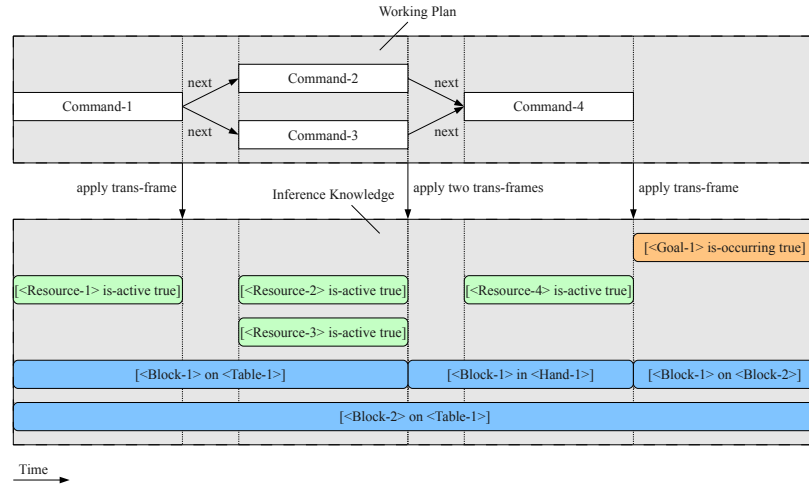 Working Plan
Command-1
next
next
Command-2
Command-3
next
next
Command-4
apply trans-frame
apply two trans-frames
apply trans-frame
Inference Knowledge
[<Goal-1> is-occurring true]
[<Resource-1> is-active true]
[<Resource-2> is-active true]
[<Resource-4> is-active true]
[<Resource-3> is-active true]
[<Block-1> on <Table-1>]
[<Block-1> in <Hand-1>]
[<Block-1> on <Block-2>]
[<Block-2> on <Table-1>]
Time